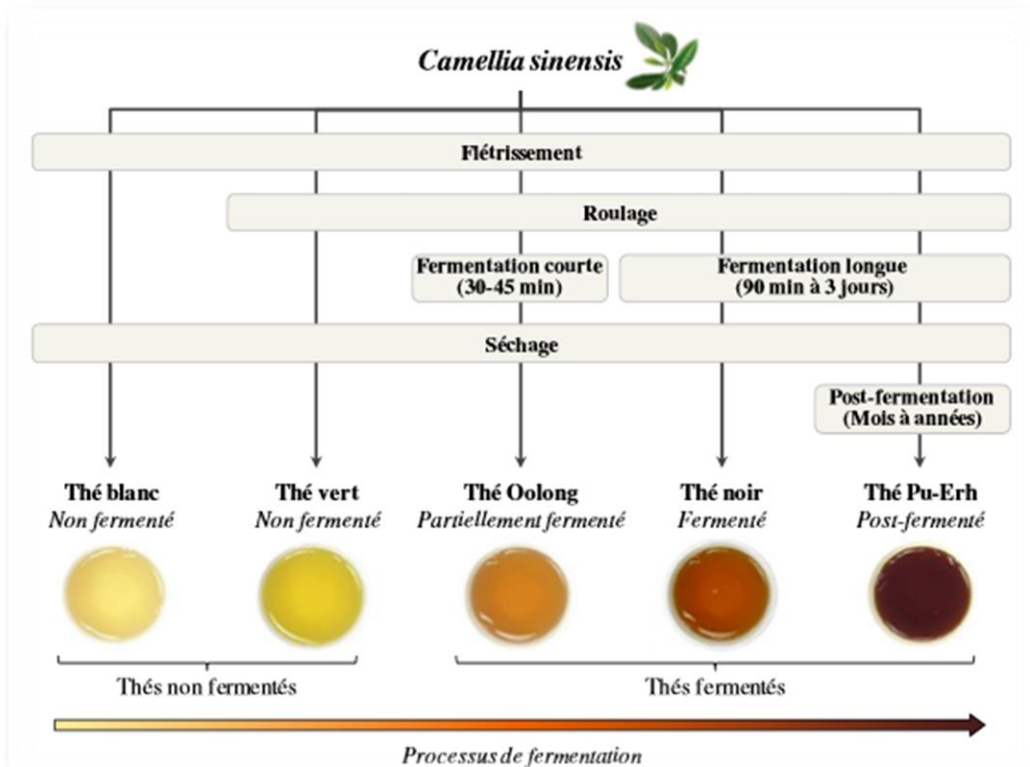 Camellia sinensis
Flétrissement
Roulage
Fermentation courte
(30-45 min)
Fermentation longue
(90 min à 3 jours)
Séchage
Post-fermentation
(Mois à années)
Thé blanc
Non fermenté
Thé vert
Non fermenté
Thé Oolong
Partiellement fermenté
Thé noir
Fermenté
Thé Pu-Erh
Post-fermenté
Thés non fermentés
Thés fermentés
Processus de fermentation